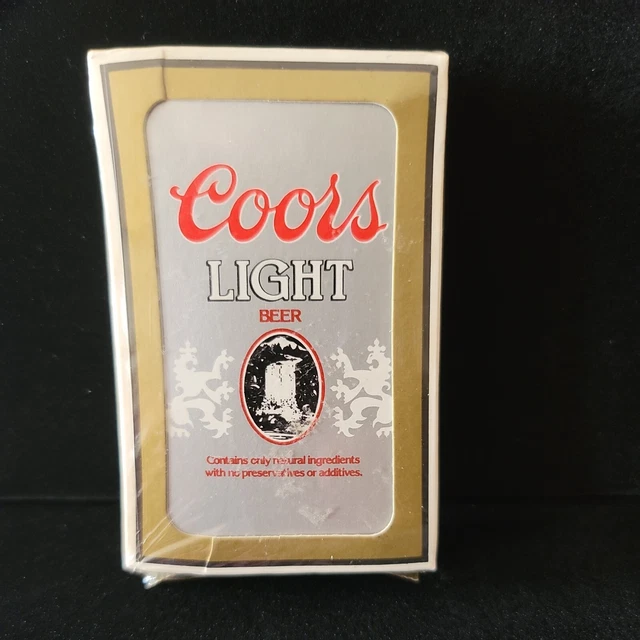 Coors
LIGHT
BEER
Contains only natural ingredients
with no preservatives or additives.